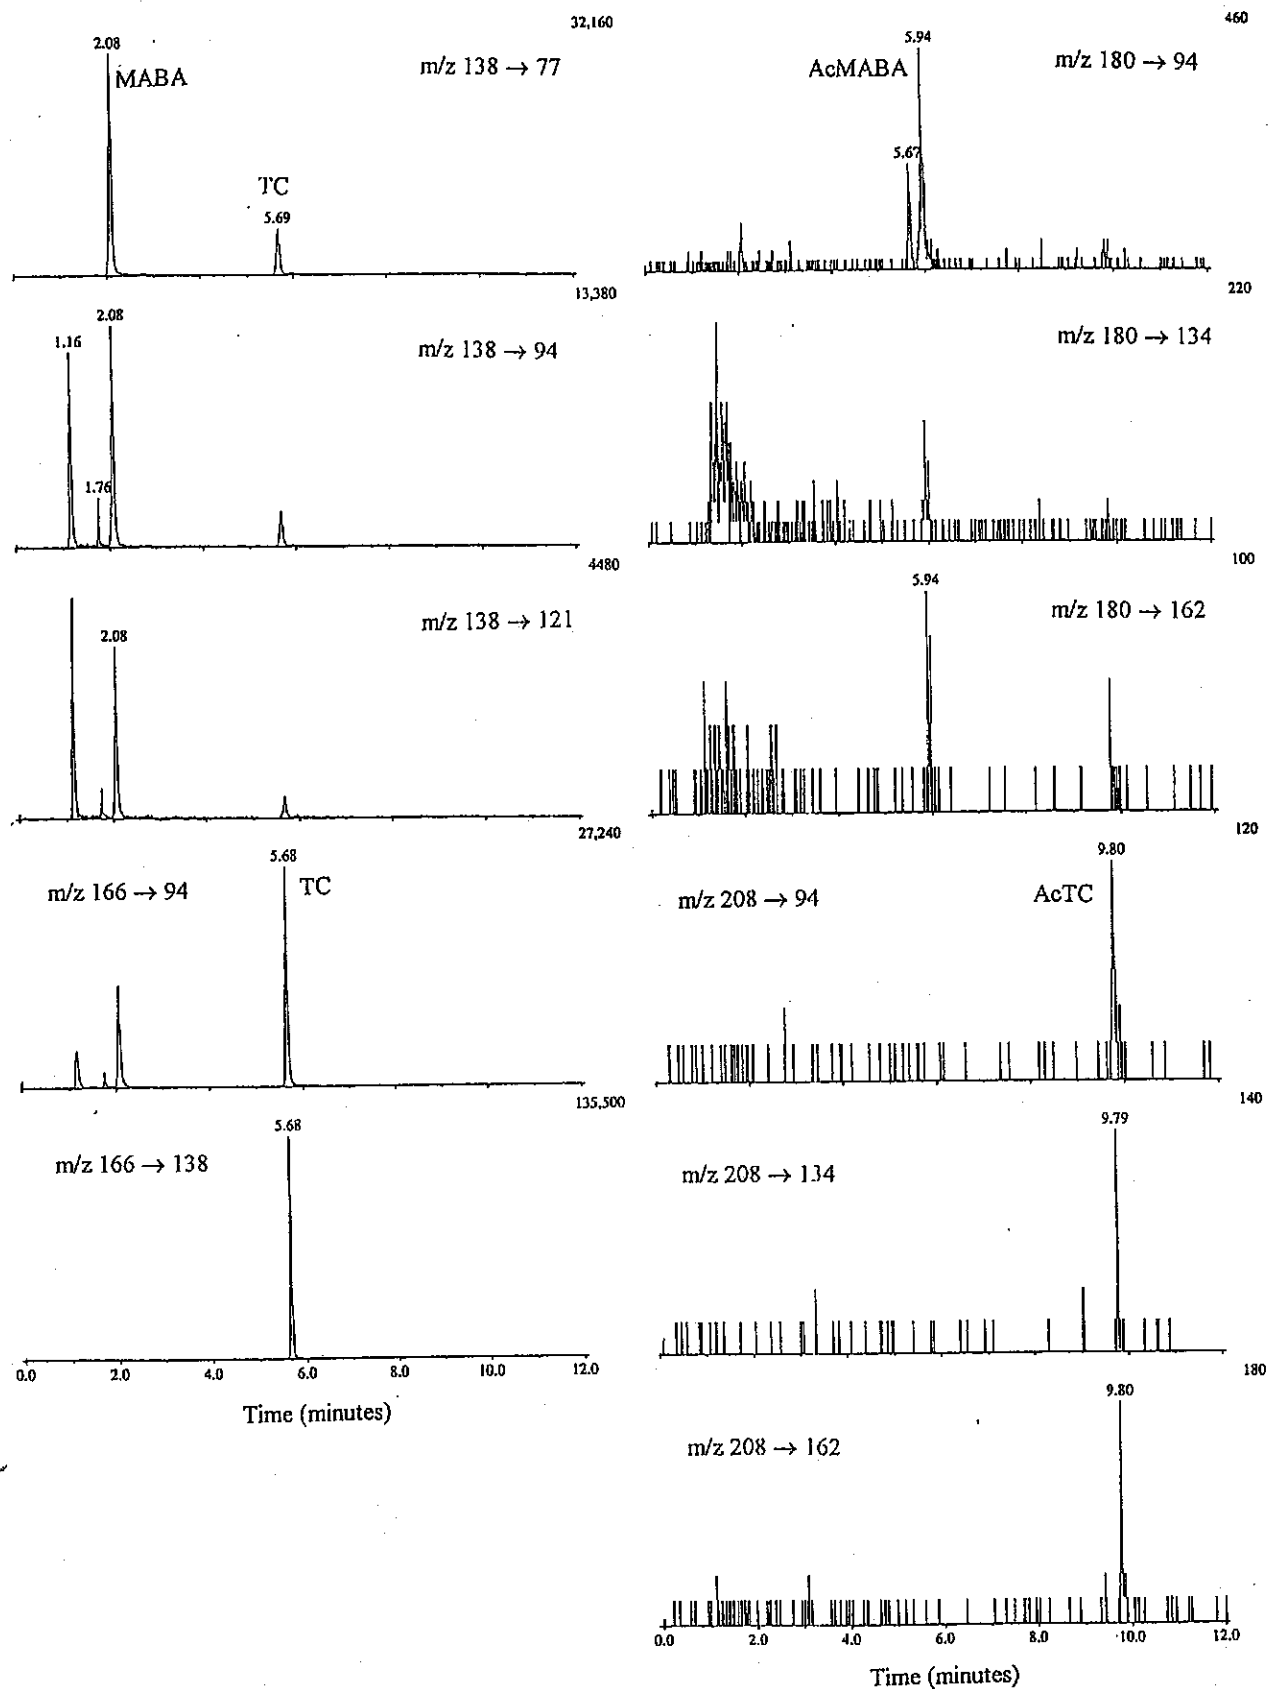 32,160
2.08
MABA
m/z 138 → 77
TC
5.69
13,380
2.08
1.16
m/z 138 → 94
1.76
4480
m/z 138 → 121
2.08
27,240
5.68
m/z 166 → 94
TC
135,500
5.68
m/z 166 → 138
0.0 2.0 4.0 6.0 8.0 10.0 12.0
Time (minutes)
460
5.94
AcMABA
m/z 180 → 94
5.67
220
m/z 180 → 134
100
5.94
m/z 180 → 162
120
9.80
m/z 208 → 94
AcTC
140
9.79
m/z 208 → 134
180
9.80
m/z 208 → 162
0.0 2.0 4.0 6.0 8.0 10.0 12.0
Time (minutes)